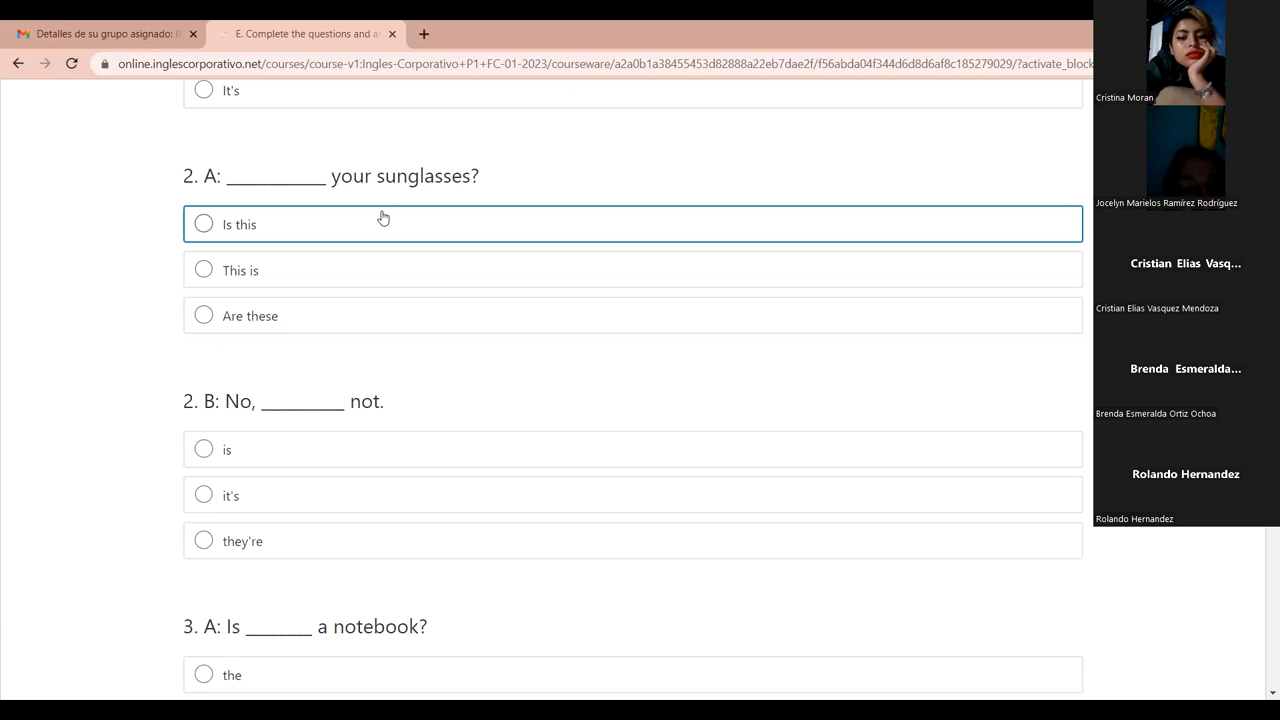 Detalles de su grupo asignado: I
E. Complete the questions and a
online.inglescorporativo.net/courses/course-v1:Ingles-Corporativo+P1+FC-01-2023/courseware/a2a0b1a38455453d82888a22eb7dae2f/f56abda04f344d6d8d6af8c185279029/?activate_block
It's
2. A: ____________ your sunglasses?
Is this
This is
Are these
2. B: No, __________ not.
is
it's
they're
3. A: Is ________ a notebook?
the
Cristina Moran
Jocelyn Marielos Ramírez Rodríguez
Cristian Elias Vasq...
Cristian Elias Vasquez Mendoza
Brenda Esmeralda...
Brenda Esmeralda Ortiz Ochoa
Rolando Hernandez
Rolando Hernandez